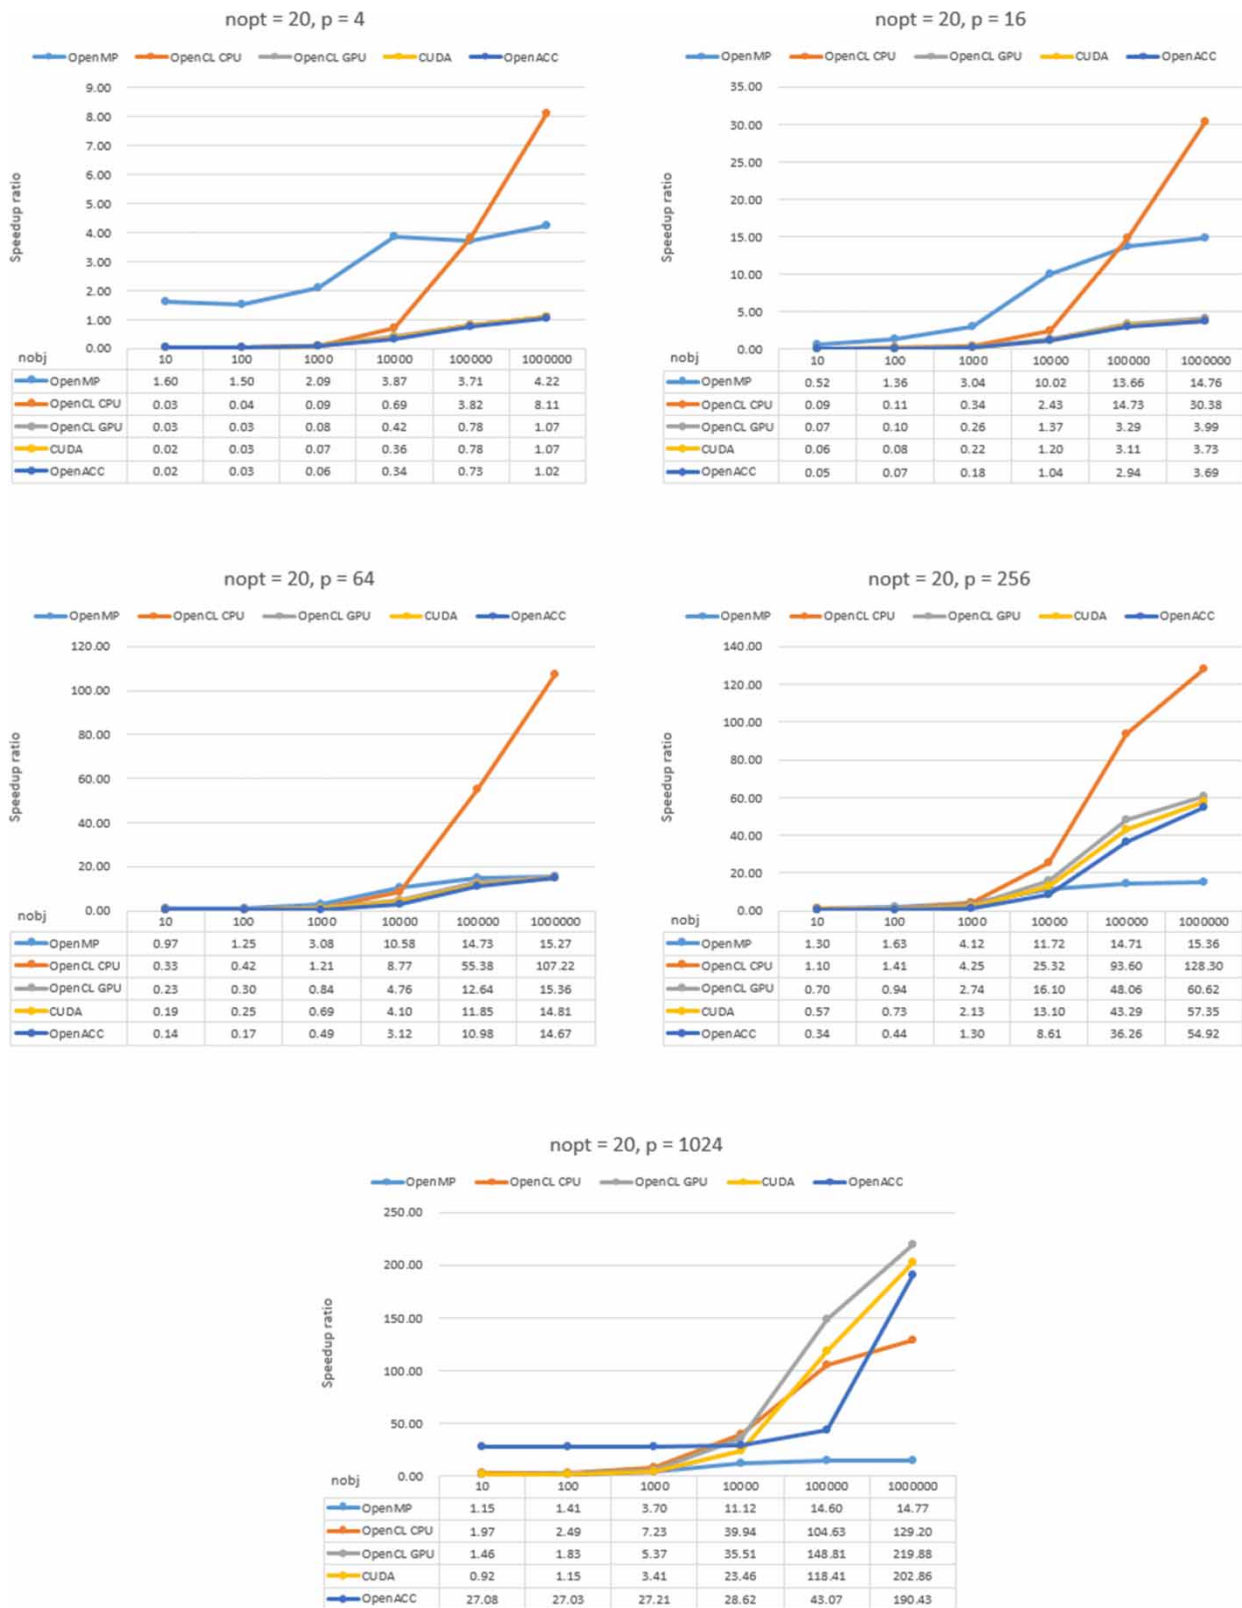 nopt = 20, p = 4
OpenMP OpenCL CPU OpenCL GPU CUDA OpenACC
9.00
8.00
7.00
6.00
5.00
4.00
3.00
2.00
1.00
0.00
Speedup ratio
nobj 10 100 1000 10000 100000 1000000
OpenMP 1.60 1.50 2.09 3.87 3.71 4.22
OpenCL CPU 0.03 0.04 0.09 0.69 3.82 8.11
OpenCL GPU 0.03 0.03 0.08 0.42 0.78 1.07
CUDA 0.02 0.03 0.07 0.36 0.78 1.07
OpenACC 0.02 0.03 0.06 0.34 0.73 1.02
nopt = 20, p = 16
OpenMP OpenCL CPU OpenCL GPU CUDA OpenACC
35.00
30.00
25.00
20.00
15.00
10.00
5.00
0.00
Speedup ratio
nobj 10 100 1000 10000 100000 1000000
OpenMP 0.52 1.36 3.04 10.02 13.66 14.76
OpenCL CPU 0.09 0.11 0.34 2.43 14.73 30.38
OpenCL GPU 0.07 0.10 0.26 1.37 3.29 3.99
CUDA 0.06 0.08 0.22 1.20 3.11 3.73
OpenACC 0.05 0.07 0.18 1.04 2.94 3.69
nopt = 20, p = 64
OpenMP OpenCL CPU OpenCL GPU CUDA OpenACC
120.00
100.00
80.00
60.00
40.00
20.00
0.00
Speedup ratio
nobj 10 100 1000 10000 100000 1000000
OpenMP 0.97 1.25 3.08 10.58 14.73 15.27
OpenCL CPU 0.33 0.42 1.21 8.77 55.38 107.22
OpenCL GPU 0.23 0.30 0.84 4.76 12.64 15.36
CUDA 0.19 0.25 0.69 4.10 11.85 14.81
OpenACC 0.14 0.17 0.49 3.12 10.98 14.67
nopt = 20, p = 256
OpenMP OpenCL CPU OpenCL GPU CUDA OpenACC
140.00
120.00
100.00
80.00
60.00
40.00
20.00
0.00
Speedup ratio
nobj 10 100 1000 10000 100000 1000000
OpenMP 1.30 1.63 4.12 11.72 14.71 15.36
OpenCL CPU 1.10 1.41 4.25 25.32 93.60 128.30
OpenCL GPU 0.70 0.94 2.74 16.10 48.06 60.62
CUDA 0.57 0.73 2.13 13.10 43.29 57.35
OpenACC 0.34 0.44 1.30 8.61 36.26 54.92
nopt = 20, p = 1024
OpenMP OpenCL CPU OpenCL GPU CUDA OpenACC
250.00
200.00
150.00
100.00
50.00
0.00
Speedup ratio
nobj 10 100 1000 10000 100000 1000000
OpenMP 1.15 1.41 3.70 11.12 14.60 14.77
OpenCL CPU 1.97 2.49 7.23 39.94 104.63 129.20
OpenCL GPU 1.46 1.83 5.37 35.51 148.81 219.88
CUDA 0.92 1.15 3.41 23.46 118.41 202.86
OpenACC 27.08 27.03 27.21 28.62 43.07 190.43